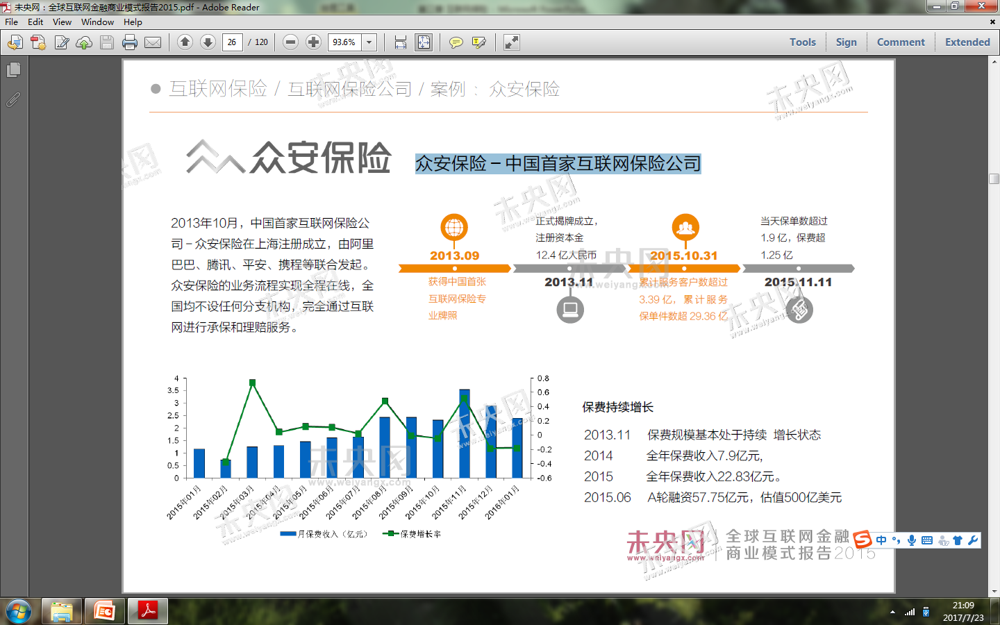 未央网：全球互联网金融商业模式报告2015.pdf - Adobe Reader
File Edit View Window Help
26 / 120 93.6% Tools Sign Comment Extended
互联网保险 / 互联网保险公司 / 案例： 众安保险
众安保险
众安保险－中国首家互联网保险公司
2013年10月，中国首家互联网保险公
司－众安保险在上海注册成立，由阿里
巴巴、腾讯、平安、携程等联合发起。
众安保险的业务流程实现全程在线，全
国均不设任何分支机构，完全通过互联
网进行承保和理赔服务。
2013.09
获得中国首张
互联网保险专
业牌照
正式揭牌成立，
注册资本金
12.4 亿人民币
2013.11
2015.10.31
累计服务客户数超过
3.39 亿，累计服务
保单件数超 29.36 亿
当天保单数超过
1.9 亿，保费超
1.25 亿
2015.11.11
4
3.5
3
2.5
2
1.5
1
0.5
0
0.8
0.6
0.4
0.2
0
-0.2
-0.4
-0.6
2015年01月
2015年02月
2015年03月
2015年04月
2015年05月
2015年06月
2015年07月
2015年08月
2015年09月
2015年10月
2015年11月
2015年12月
2016年01月
月保费收入（亿元） 保费增长率
保费持续增长
2013.11 保费规模基本处于持续 增长状态
2014 全年保费收入7.9亿元,
2015 全年保费收入22.83亿元。
2015.06 A轮融资57.75亿元，估值500亿美元
未央网
www.weiyangx.com
全球互联网金融
商业模式报告2015
未央网
www.weiyangx.com
中
21:09
2017/7/23